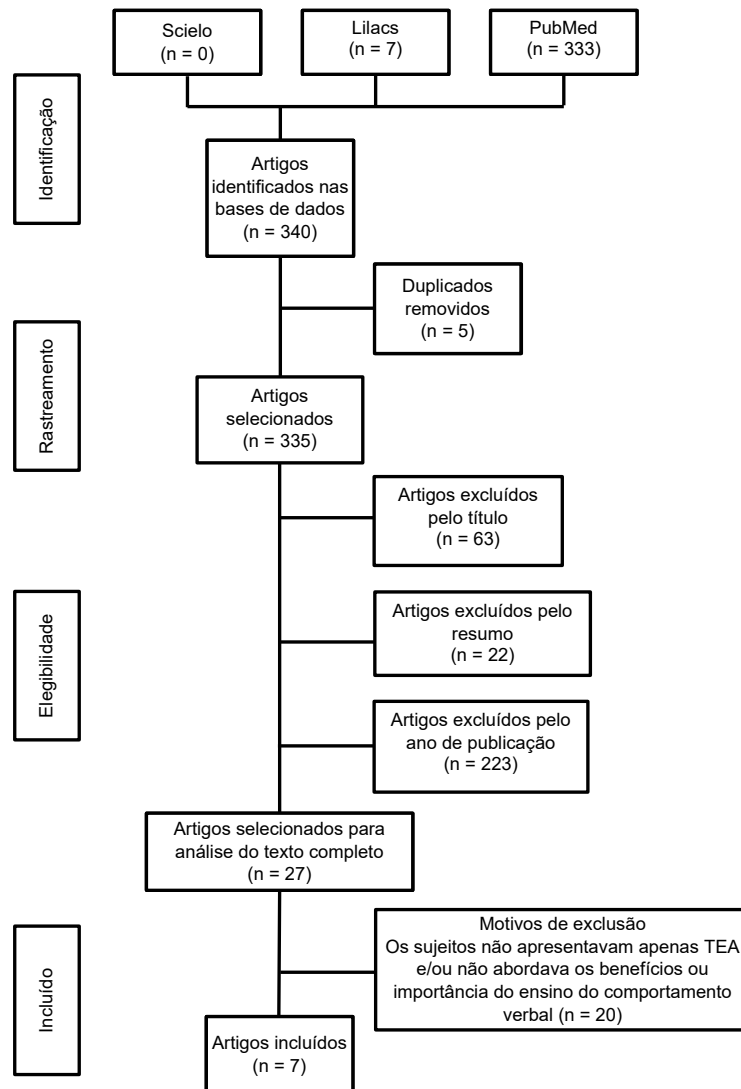 Scielo
(n = 0)
Lilacs
(n = 7)
PubMed
(n = 333)
Identificação
Artigos
identificados nas
bases de dados
(n = 340)
Duplicados
removidos
(n = 5)
Rastreamento
Artigos
selecionados
(n = 335)
Artigos excluídos
pelo título
(n = 63)
Elegibilidade
Artigos excluídos pelo
resumo
(n = 22)
Artigos excluídos pelo
ano de publicação
(n = 223)
Artigos selecionados para
análise do texto completo
(n = 27)
Incluído
Motivos de exclusão
Os sujeitos não apresentavam apenas TEA
e/ou não abordava os benefícios ou
importância do ensino do comportamento
verbal (n = 20)
Artigos incluídos
(n = 7)